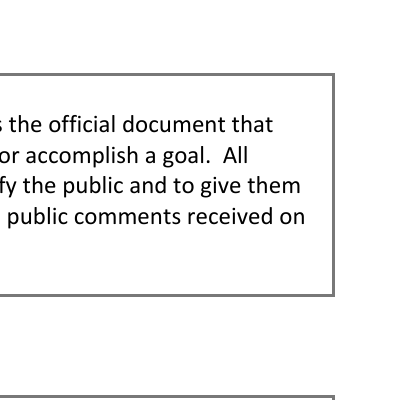 s the official document that
or accomplish a goal.  All
fy the public and to give them
public comments received on